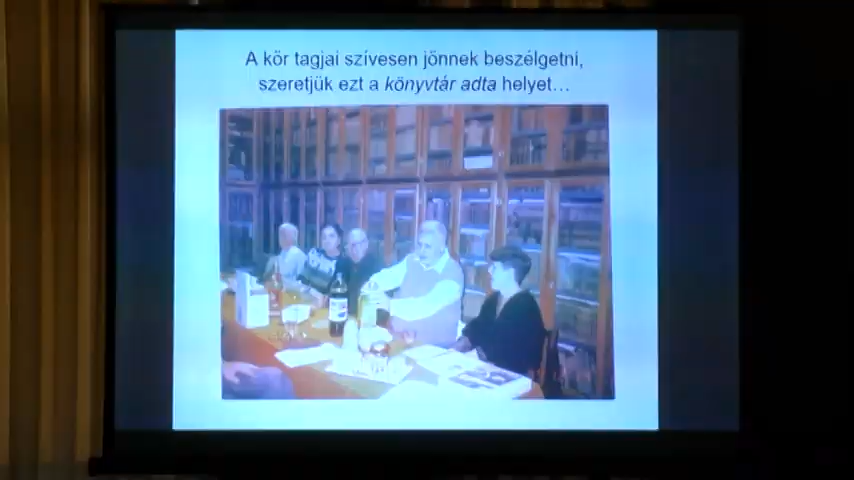 A kör tagjai szívesen jönnek beszélgetni,
szeretjük ezt a könyvtár adta helyet…